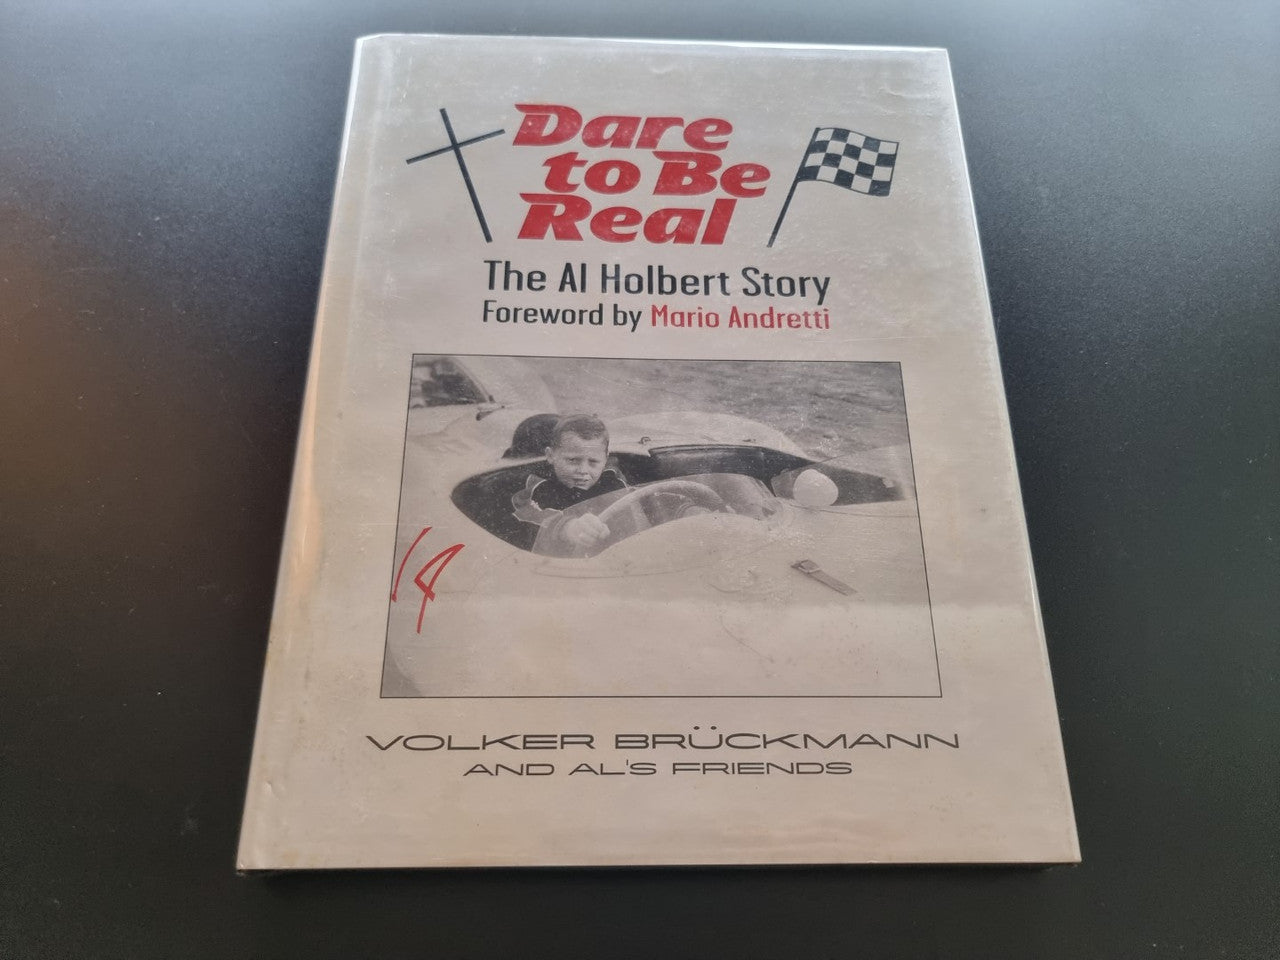 Dare
to Be
Real
The Al Holbert Story
Foreword by Mario Andretti
14
VOLKER BRÜCKMANN
AND AL'S FRIENDS